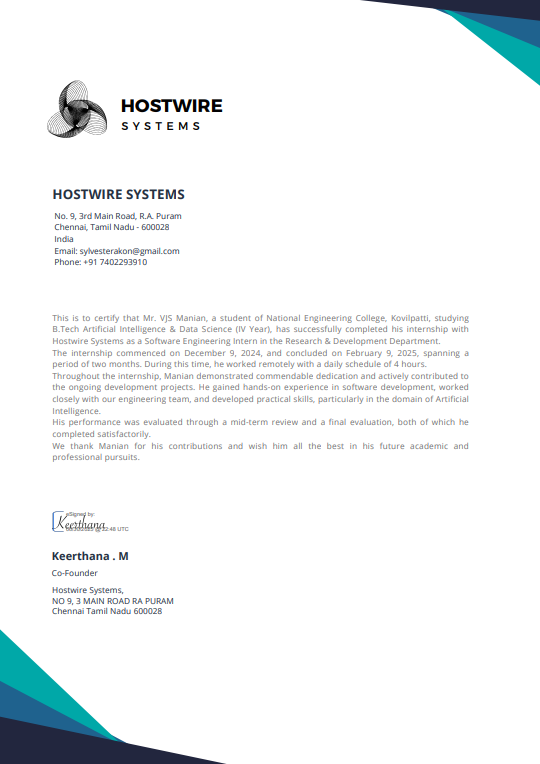 HOSTWIRE
SYSTEMS
HOSTWIRE SYSTEMS
No. 9, 3rd Main Road, R.A. Puram
Chennai, Tamil Nadu - 600028
India
Email: sylvesterakon@gmail.com
Phone: +91 7402293910
This is to certify that Mr. VJS Manian, a student of National Engineering College, Kovilpatti, studying
B.Tech Artificial Intelligence & Data Science (IV Year), has successfully completed his internship with
Hostwire Systems as a Software Engineering Intern in the Research & Development Department.
The internship commenced on December 9, 2024, and concluded on February 9, 2025, spanning a
period of two months. During this time, he worked remotely with a daily schedule of 4 hours.
Throughout the internship, Manian demonstrated commendable dedication and actively contributed to
the ongoing development projects. He gained hands-on experience in software development, worked
closely with our engineering team, and developed practical skills, particularly in the domain of Artificial
Intelligence.
His performance was evaluated through a mid-term review and a final evaluation, both of which he
completed satisfactorily.
We thank Manian for his contributions and wish him all the best in his future academic and
professional pursuits.
eSigned by:
Keerthana
UTC
Keerthana . M
Co-Founder
Hostwire Systems,
NO 9, 3 MAIN ROAD RA PURAM
Chennai Tamil Nadu 600028